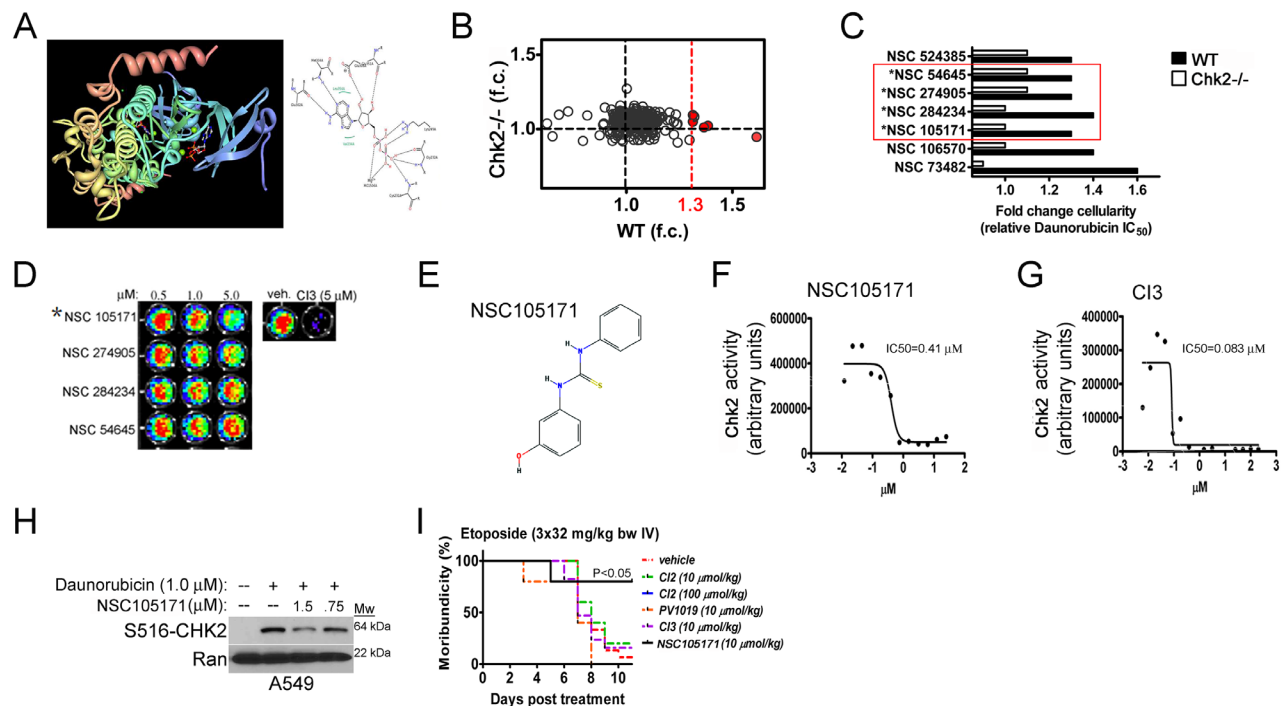 A
B
1.5
1.0
Chk2-/- (f.c.)
1.0
1.3
1.5
WT (f.c.)
C
NSC 524385
*NSC 54645
*NSC 274905
*NSC 284234
*NSC 105171
NSC 106570
NSC 73482
WT
Chk2-/-
1.0 1.2 1.4 1.6
Fold change cellularity
(relative Daunorubicin IC50)
D
μM: 0.5 1.0 5.0
veh. CI3 (5 μM)
*NSC 105171
NSC 274905
NSC 284234
NSC 54645
E
NSC105171
H
N
H
N
S
O
H
F
NSC105171
Chk2 activity
(arbitrary units)
600000
400000
200000
0
IC50=0.41 μM
-3 -2 -1 0 1 2
μM
G
CI3
Chk2 activity
(arbitrary units)
400000
300000
200000
100000
0
IC50=0.083 μM
-3 -2 -1 0 1 2 3
μM
H
Daunorubicin (1.0 μM): -- + + +
NSC105171(μM): -- -- 1.5 .75
Mw
S516-CHK2
64 kDa
Ran
22 kDa
A549
I
Etoposide (3x32 mg/kg bw IV)
Moribundicity (%)
100
50
0
P<0.05
0 2 4 6 8 10
Days post treatment
vehicle
CI2 (10 μmol/kg)
CI2 (100 μmol/kg)
PV1019 (10 μmol/kg)
CI3 (10 μmol/kg)
NSC105171 (10 μmol/kg)